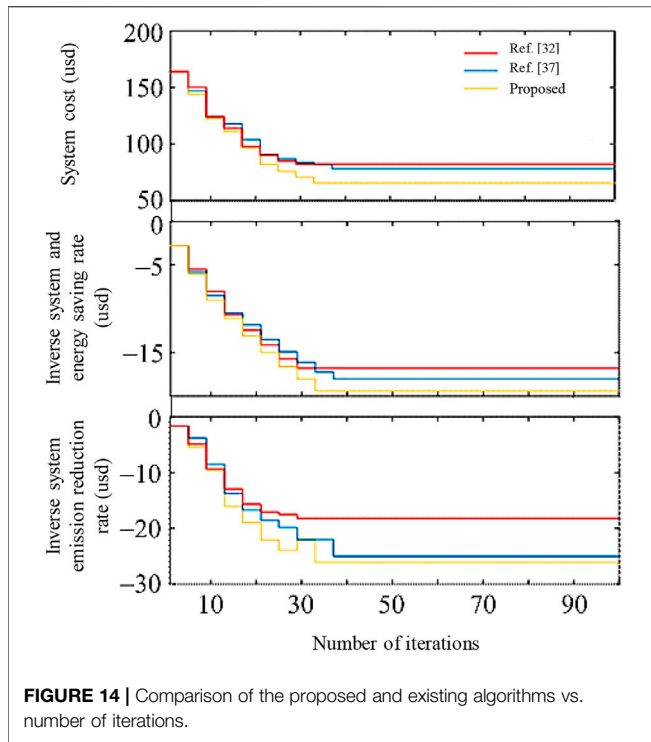 200
150
100
50
System cost (usd)
Ref. [32]
Ref. [37]
Proposed
0
−5
−15
Inverse system and
energy saving rate
(usd)
0
−10
−20
−30
Inverse system
emission reduction
rate (usd)
10
30
50
70
90
Number of iterations
FIGURE 14 | Comparison of the proposed and existing algorithms vs.
number of iterations.